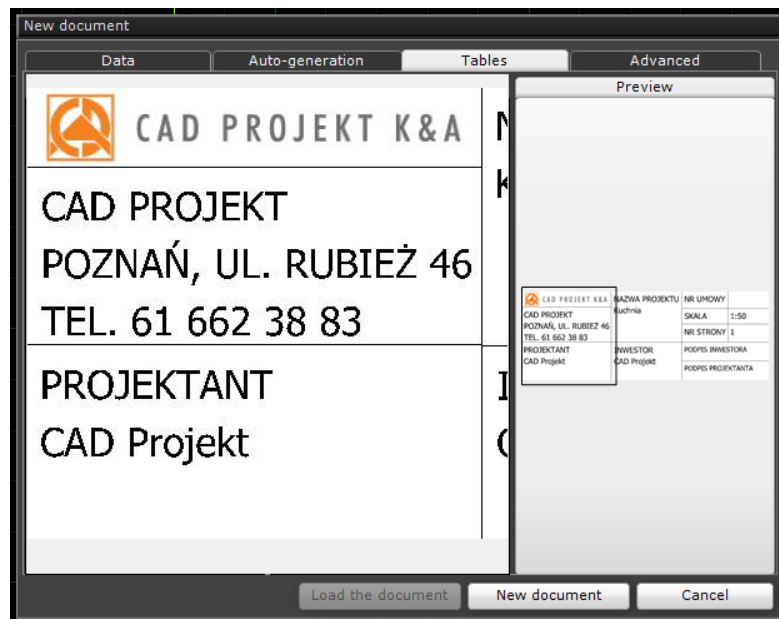 New document
Data
Auto-generation
Tables
Advanced
CAD PROJEKT K&A
CAD PROJEKT
POZNAŃ, UL. RUBIEŻ 46
TEL. 61 662 38 83
PROJEKTANT
CAD Projekt
Preview
CAD PROJEKT K&A
CAD PROJEKT
POZNAŃ, UL. RUBIEŻ 46
TEL. 61 662 38 83
PROJEKTANT
CAD Projekt
NAZWA PROJEKTU
Kuchnia
INWESTOR
CAD Projekt
NR UMOWY
SKALA 1:50
NR STRONY 1
PODPIS INWESTORA
PODPIS PROJEKTANTA
Load the document
New document
Cancel